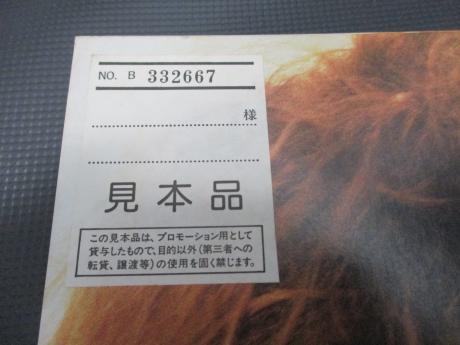 NO. B 332667
様
見本品
この見本品は、プロモーション用として
貸与したもので、目的以外(第三者への
転貸、譲渡等)の使用を固く禁じます。